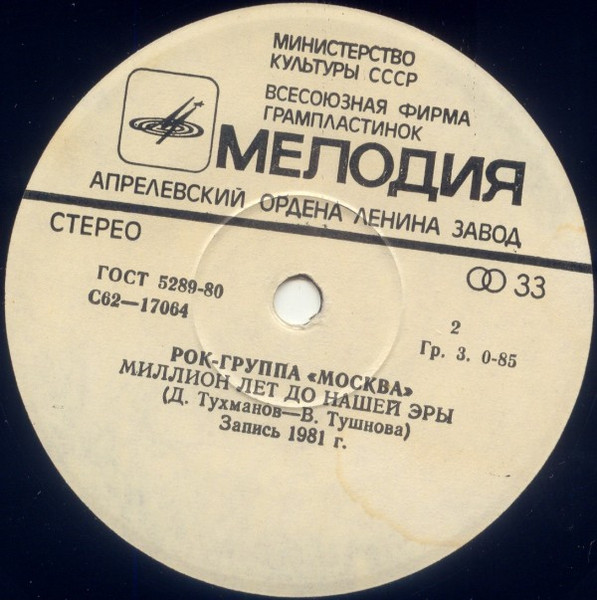 МИНИСТЕРСТВО
КУЛЬТУРЫ СССР
ВСЕСОЮЗНАЯ ФИРМА
ГРАМПЛАСТИНОК
МЕЛОДИЯ
АПРЕЛЕВСКИЙ ОРДЕНА ЛЕНИНА ЗАВОД
СТЕРЕО
33
ГОСТ 5289-80
С62—17064
2
Гр. 3. 0-85
РОК-ГРУППА «МОСКВА»
МИЛЛИОН ЛЕТ ДО НАШЕЙ ЭРЫ
(Д. Тухманов—В. Тушнова)
Запись 1981 г.